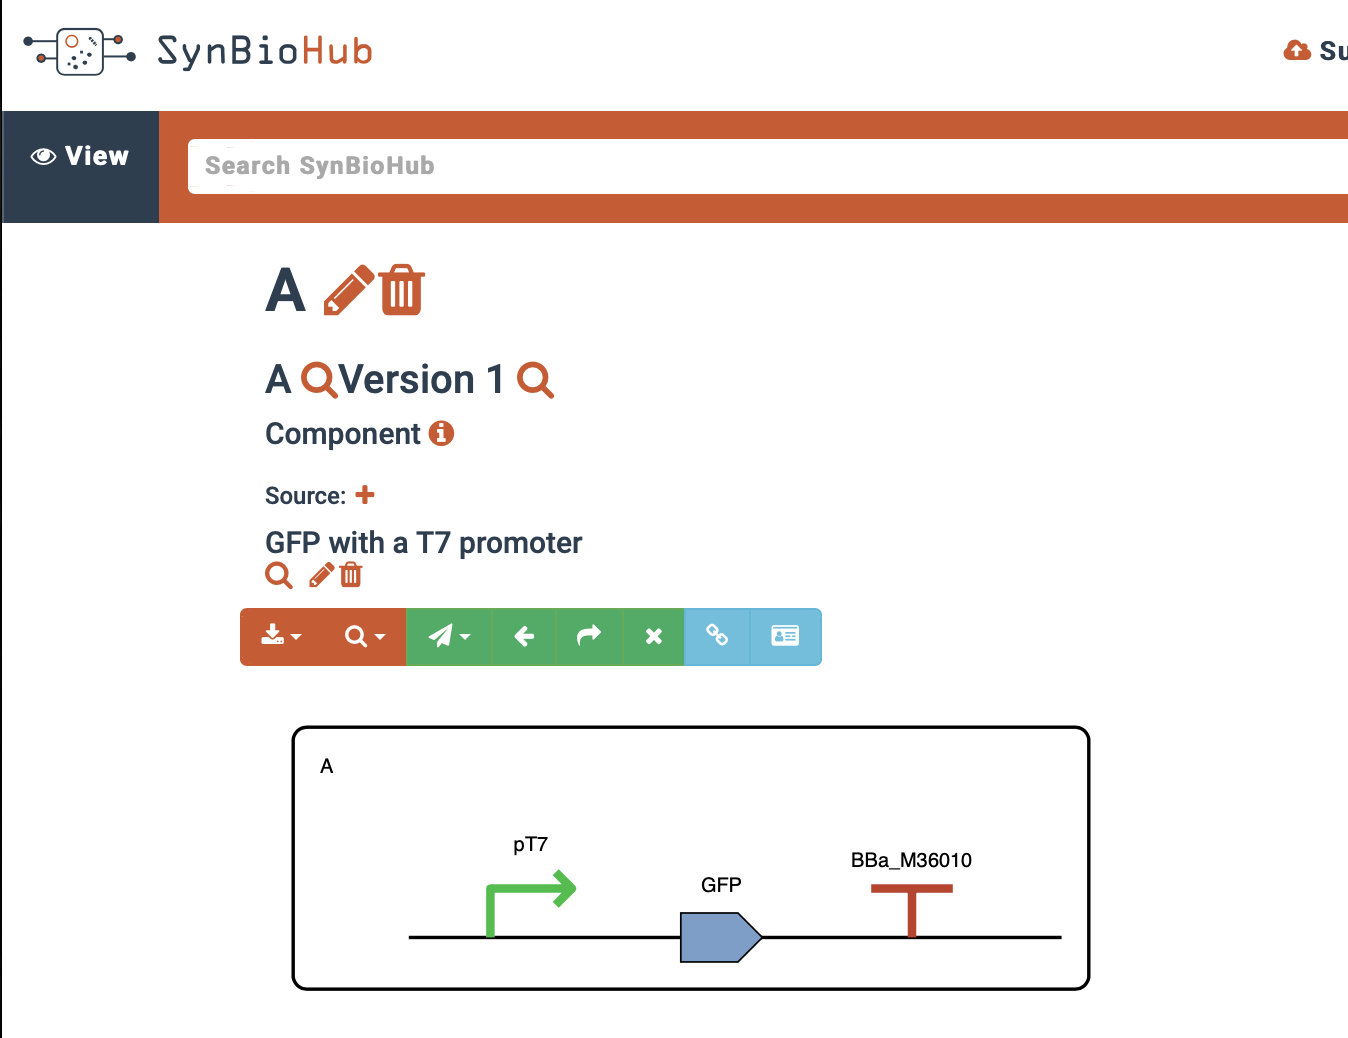 SynBioHub
Su
View
Search SynBioHub
A
A Version 1
Component
Source:
GFP with a T7 promoter
A
pT7
GFP
BBa_M36010